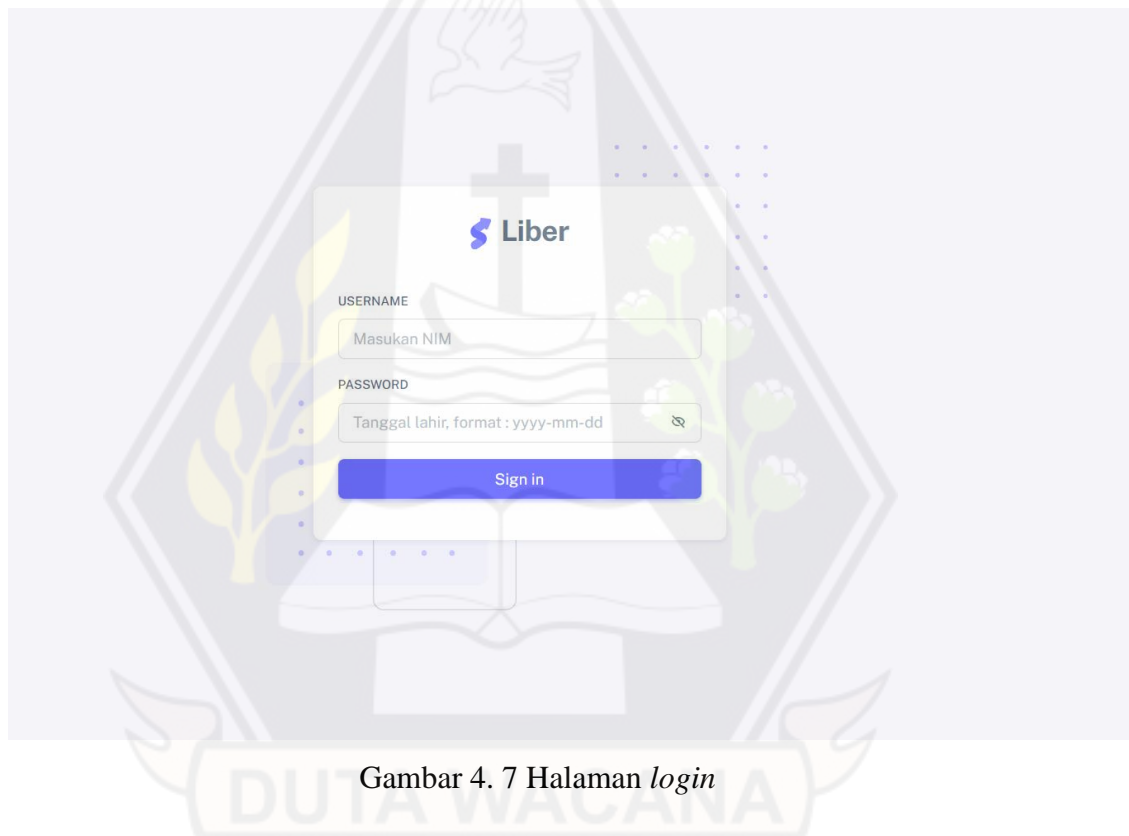 Liber
USERNAME
Masukan NIM
PASSWORD
Tanggal lahir, format : yyyy-mm-dd
Sign in
Gambar 4. 7 Halaman login
DUTA WACANA